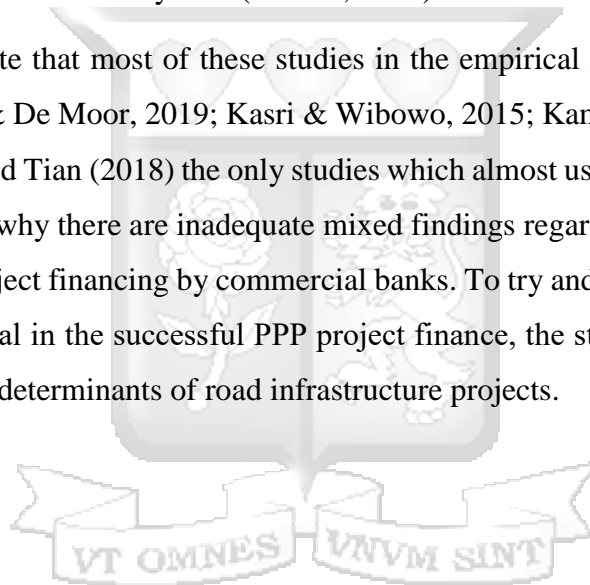 te that most of these studies in the empirical
& De Moor, 2019; Kasri & Wibowo, 2015; Kam
d Tian (2018) the only studies which almost us
why there are inadequate mixed findings regar
ject financing by commercial banks. To try and
al in the successful PPP project finance, the st
determinants of road infrastructure projects.
VT OMNES VNVM SINT